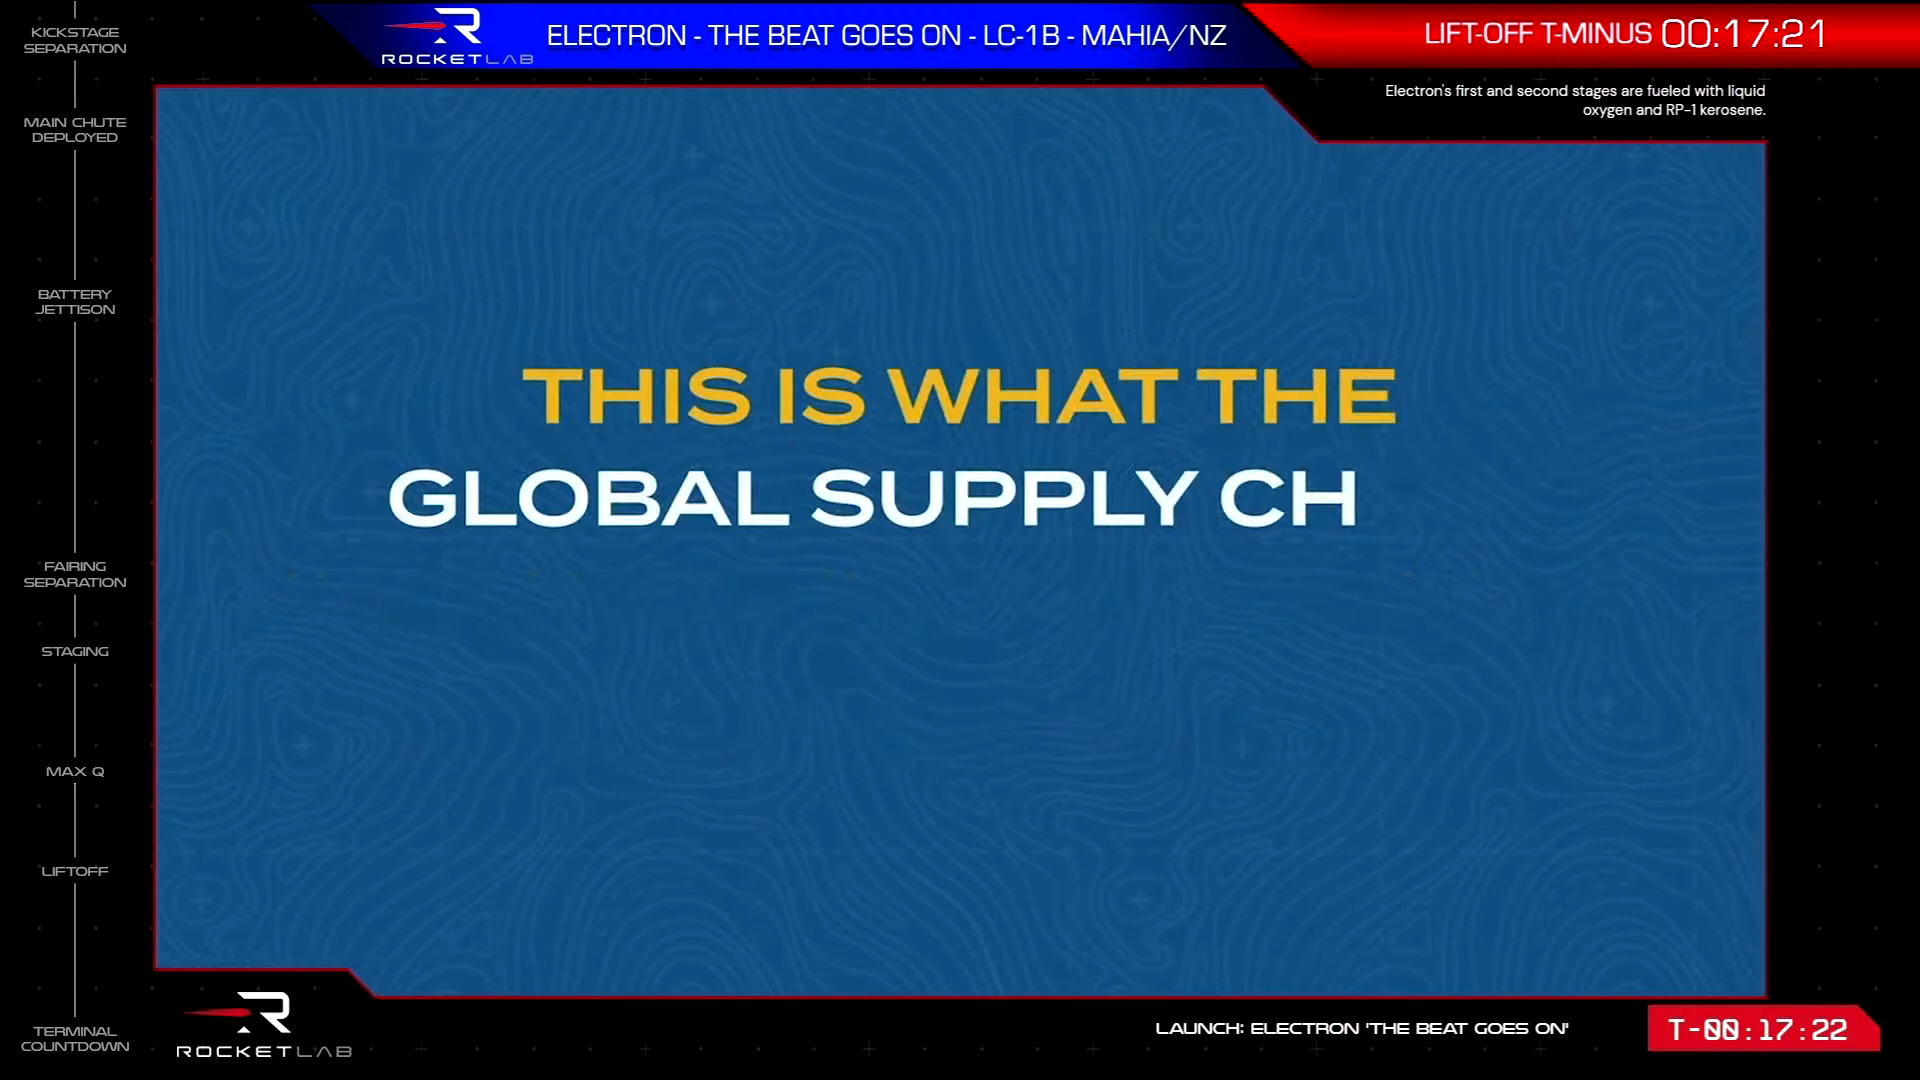 KICKSTAGE
SEPARATION
MAIN CHUTE
DEPLOYED
BATTERY
JETTISON
FAIRING
SEPARATION
STAGING
MAX Q
LIFTOFF
TERMINAL
COUNTDOWN
ROCKETLAB
ELECTRON - THE BEAT GOES ON - LC-1B - MAHIA/NZ
LIFT-OFF T-MINUS 00:17:21
Electron's first and second stages are fueled with liquid
oxygen and RP-1 kerosene.
THIS IS WHAT THE
GLOBAL SUPPLY CH
ROCKETLAB
LAUNCH: ELECTRON 'THE BEAT GOES ON'
T-00:17:22